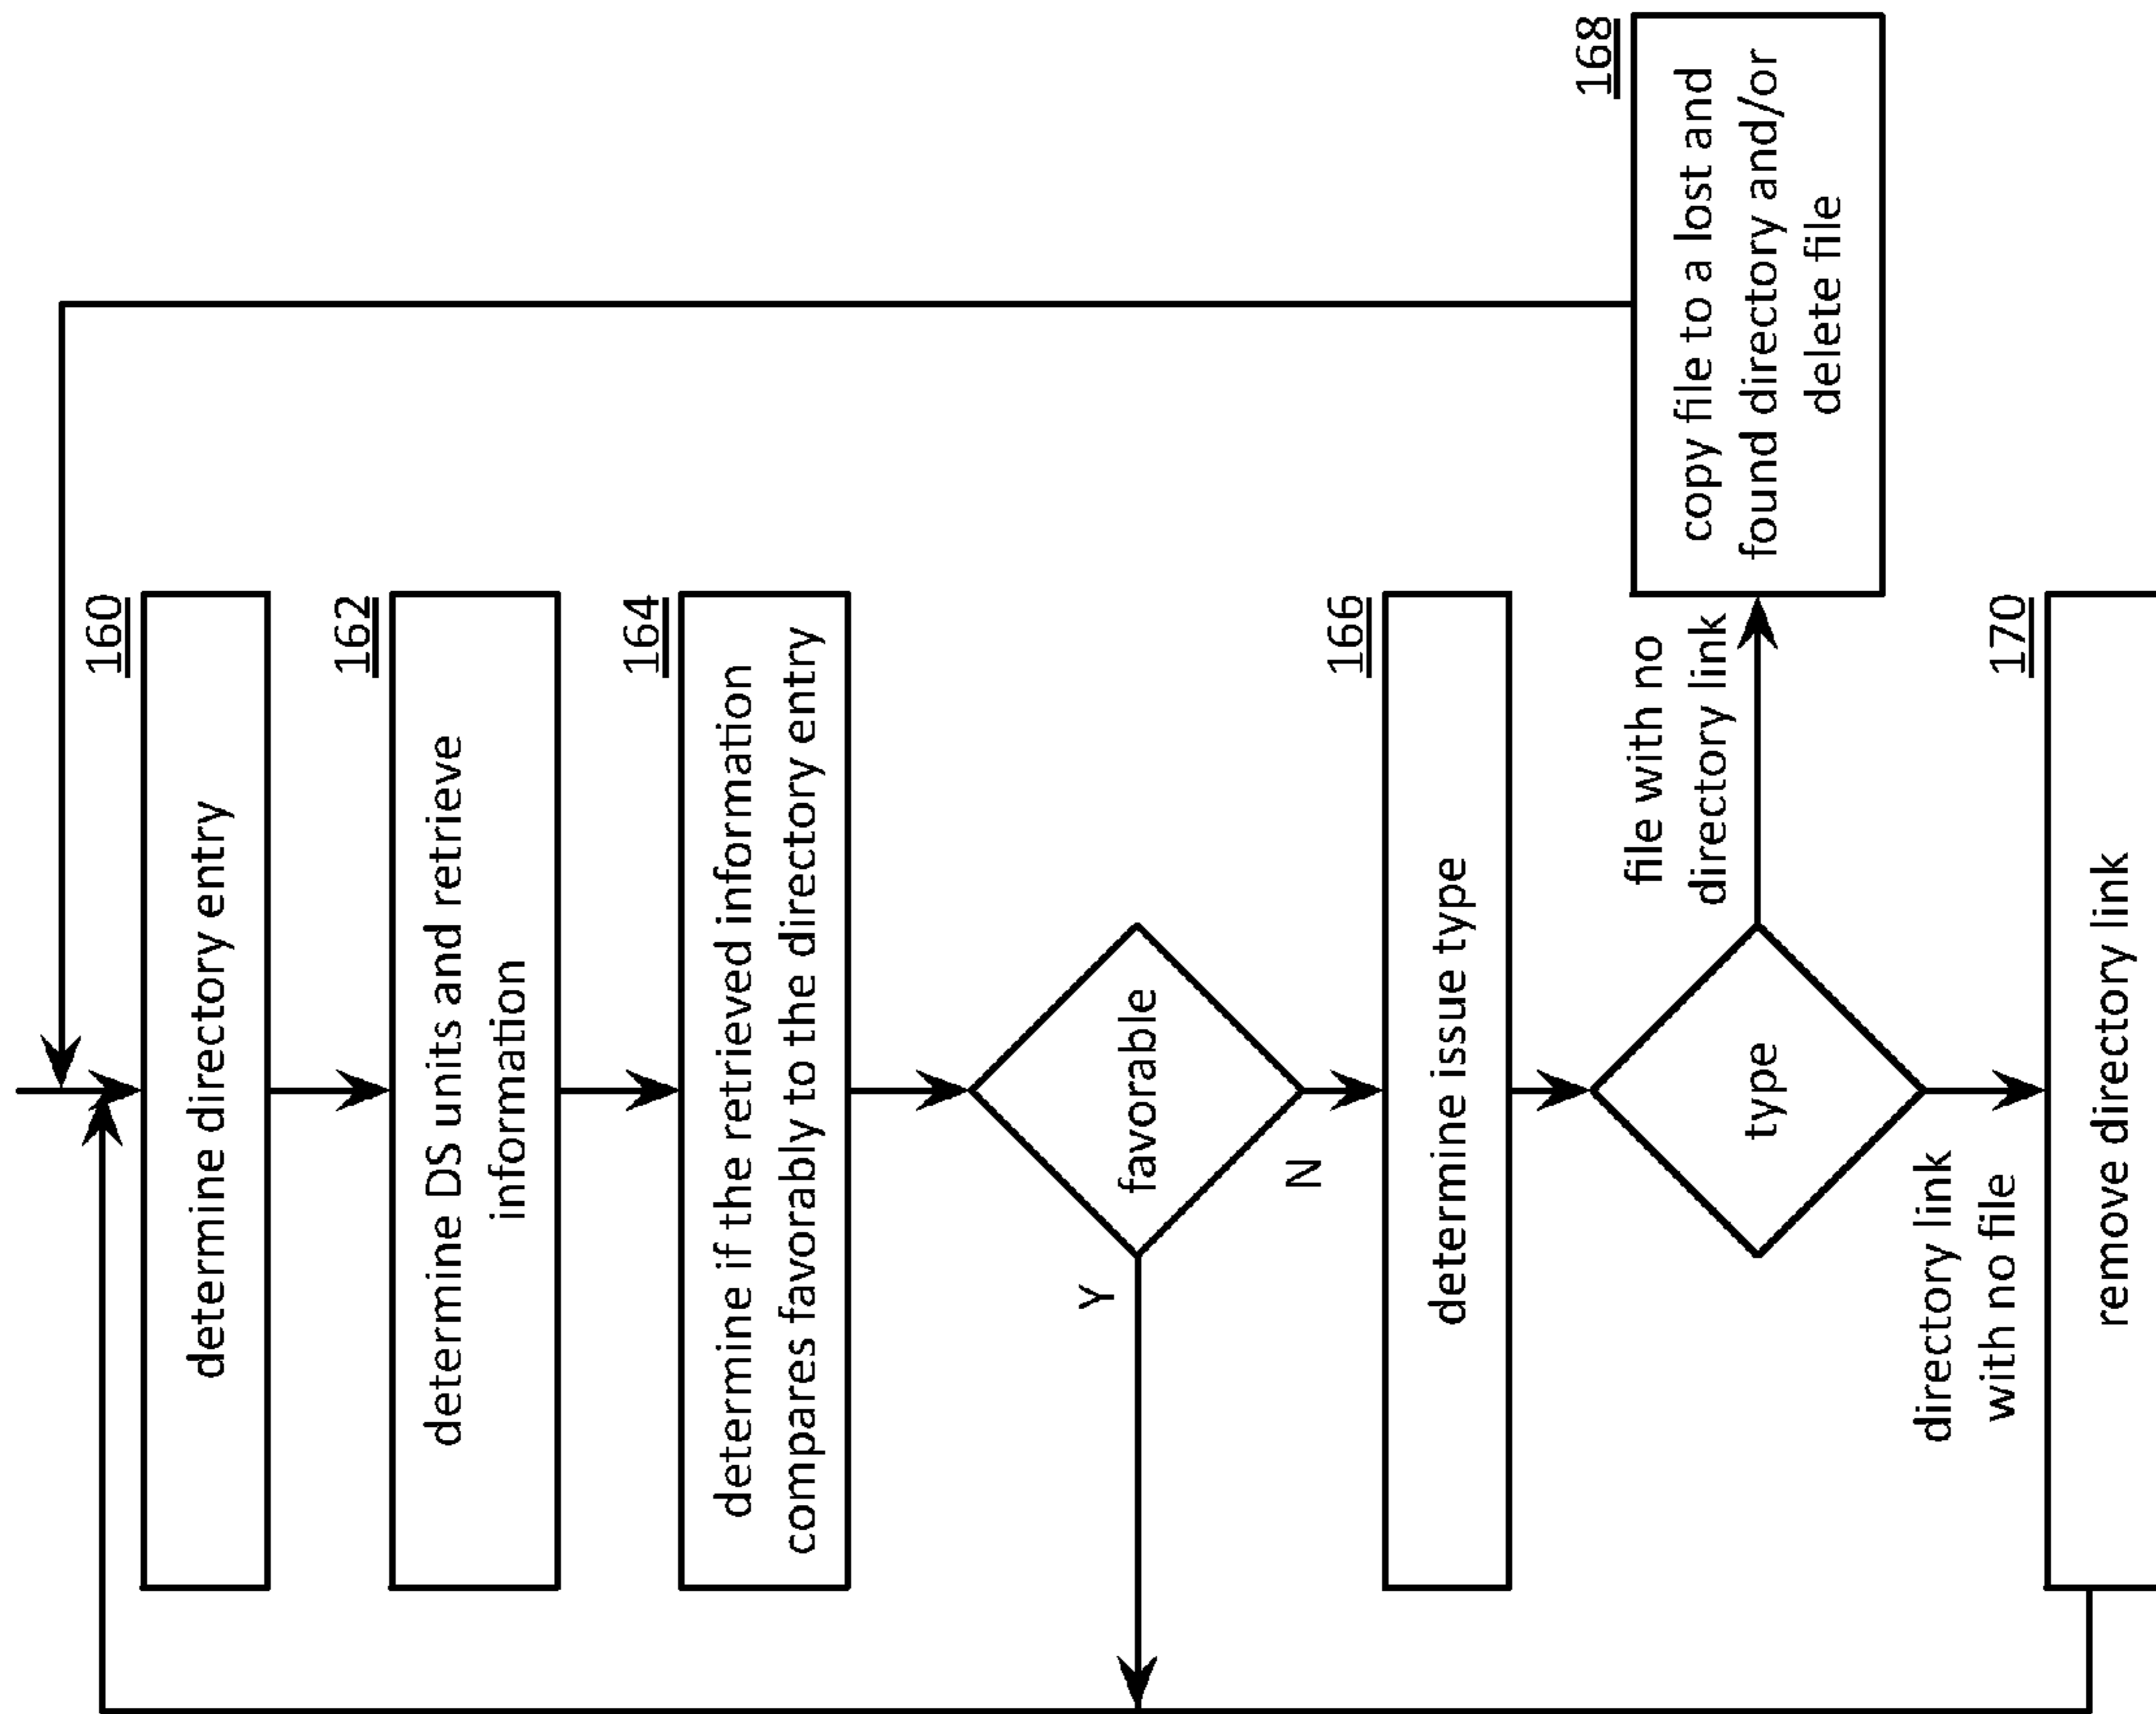 160
determine directory entry
162
determine DS units and retrieve
information
164
determine if the retrieved information
compares favorably to the directory entry
favorable
Y
N
166
determine issue type
type
file with no
directory link
168
copy file to a lost and
found directory and/or
delete file
directory link
with no file
170
remove directory link